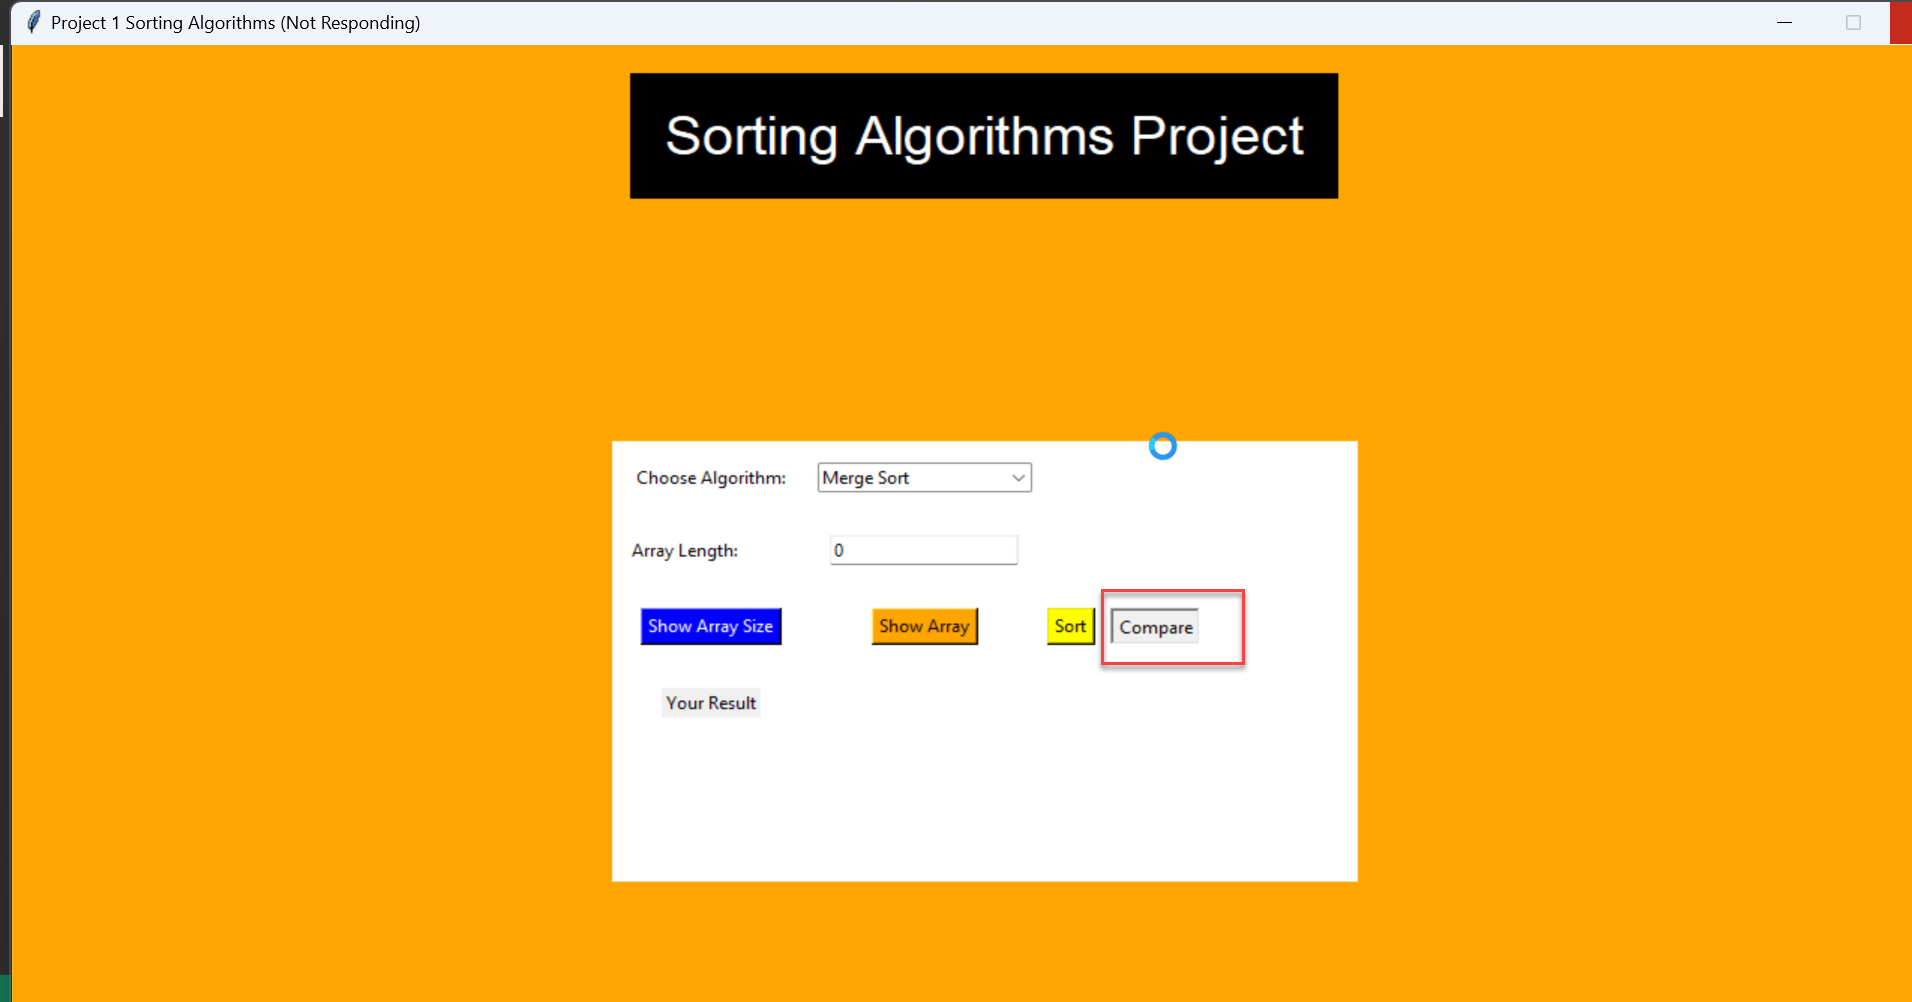 Project 1 Sorting Algorithms (Not Responding)
Sorting Algorithms Project
Choose Algorithm: Merge Sort
Array Length: 0
Show Array Size Show Array Sort Compare
Your Result